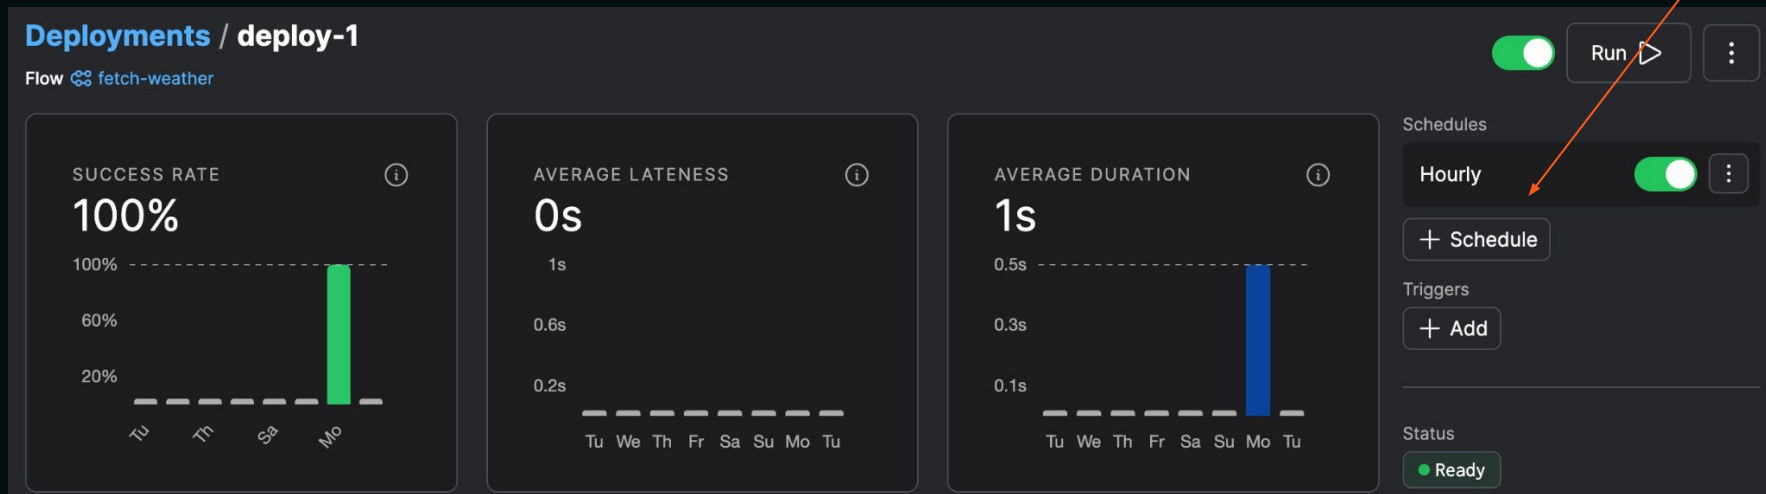 Deployments / deploy-1
Run
Flow fetch-weather
SUCCESS RATE
100%
100%
60%
20%
Tu Th Sa Mo
AVERAGE LATENESS
0s
1s
0.6s
0.2s
Tu We Th Fr Sa Su Mo Tu
AVERAGE DURATION
1s
0.5s
0.3s
0.1s
Tu We Th Fr Sa Su Mo Tu
Schedules
Hourly
+ Schedule
Triggers
+ Add
Status
Ready